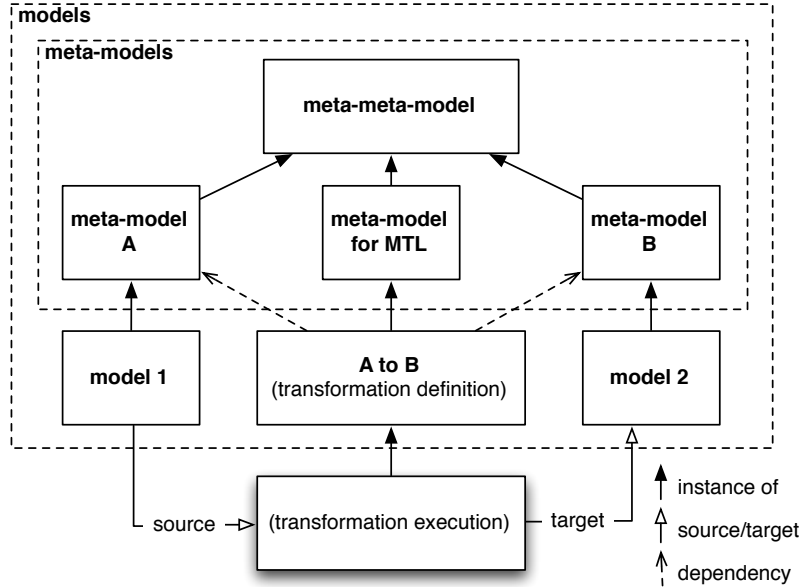 models
meta-models
meta-meta-model
meta-model
A
meta-model
for MTL
meta-model
B
model 1
A to B
(transformation definition)
model 2
source
(transformation execution)
target
instance of
source/target
dependency